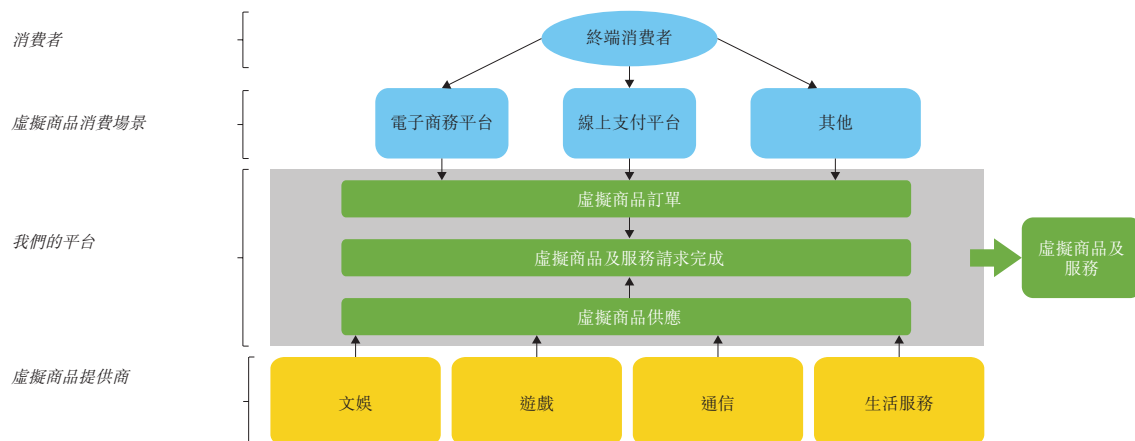 消費者
終端消費者
虛擬商品消費場景
電子商務平台
線上支付平台
其他
我們的平台
虛擬商品訂單
虛擬商品及服務請求完成
虛擬商品供應
虛擬商品及
服務
虛擬商品提供商
文娛
遊戲
通信
生活服務